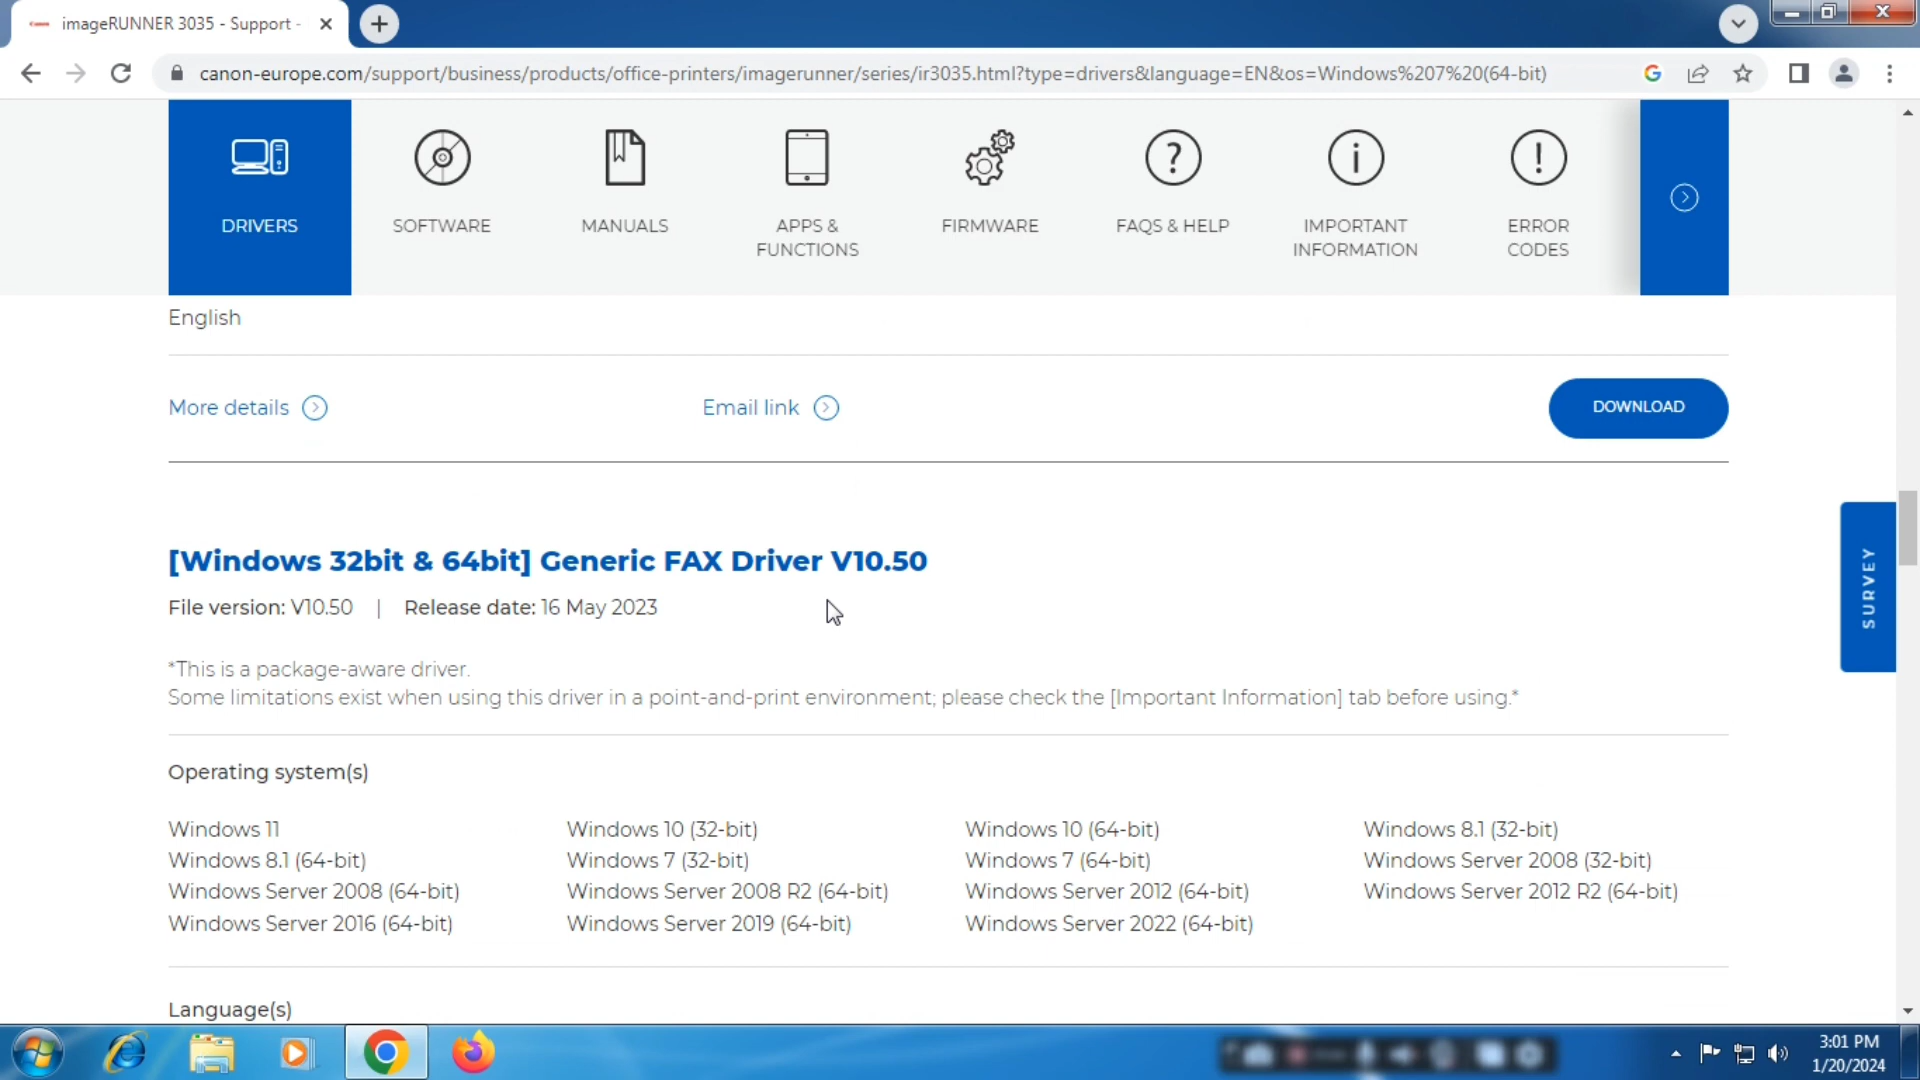 imageRUNNER 3035 - Support -
canon-europe.com/support/business/products/office-printers/imagerunner/series/ir3035.html?type=drivers&language=EN&os=Windows%207%20(64-bit)
DRIVERS
SOFTWARE
MANUALS
APPS &
FUNCTIONS
FIRMWARE
FAQS & HELP
IMPORTANT
INFORMATION
ERROR
CODES
English
More details
Email link
DOWNLOAD
SURVEY
[Windows 32bit & 64bit] Generic FAX Driver V10.50
File version: V10.50 | Release date: 16 May 2023
*This is a package-aware driver.
Some limitations exist when using this driver in a point-and-print environment; please check the [Important Information] tab before using.*
Operating system(s)
Windows 11 Windows 10 (32-bit) Windows 10 (64-bit) Windows 8.1 (32-bit)
Windows 8.1 (64-bit) Windows 7 (32-bit) Windows 7 (64-bit) Windows Server 2008 (32-bit)
Windows Server 2008 (64-bit) Windows Server 2008 R2 (64-bit) Windows Server 2012 (64-bit) Windows Server 2012 R2 (64-bit)
Windows Server 2016 (64-bit) Windows Server 2019 (64-bit) Windows Server 2022 (64-bit)
Language(s)
3:01 PM
1/20/2024